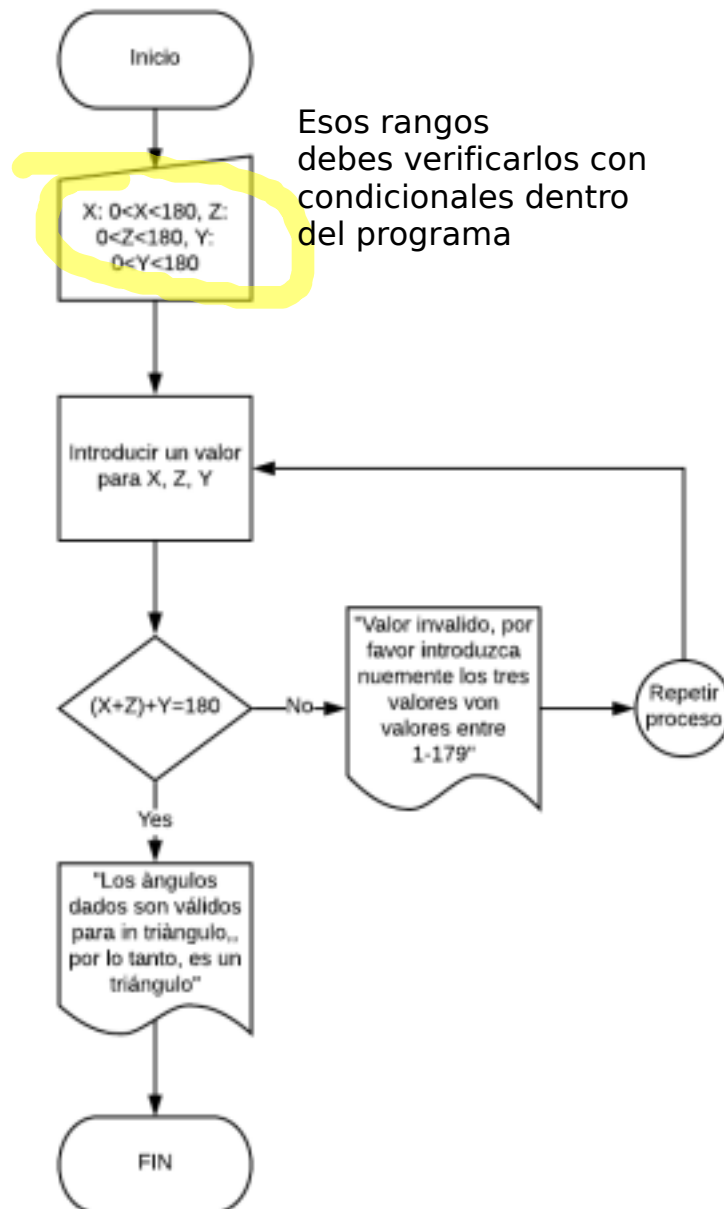 Inicio
Esos rangos
debes verificarlos con
condicionales dentro
del programa
X: 0<X<180, Z:
0<Z<180, Y:
0<Y<180
Introducir un valor
para X, Z, Y
(X+Z)+Y=180
No
"Valor invalido, por
favor introduzca
nuemente los tres
valores von
valores entre
1-179"
Repetir
proceso
Yes
"Los àngulos
dados son válidos
para in triàngulo,,
por lo tanto, es un
triángulo"
FIN